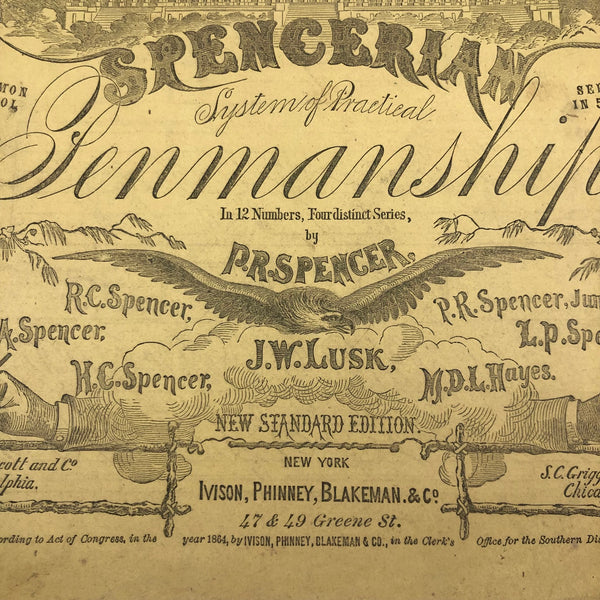 SPENCERIAN
System of Practical
Penmanship
In 12 Numbers, Four distinct Series,
by
P.R. SPENCER,
R.C. Spencer,
P.R. Spencer, Jun
A. Spencer,
L.P. Spe
J.W. LUSK,
H.C. Spencer,
M.D.L. Hayes.
NEW STANDARD EDITION.
NEW YORK
IVISON, PHINNEY, BLAKEMAN. & Co.
47 & 49 Greene St.
cott and Co
lphia.
S.C. Grigg
Chica
ording to Act of Congress, in the year 1864, by IVISON, PHINNEY, BLAKEMAN & CO., in the Clerk's Office for the Southern Dis